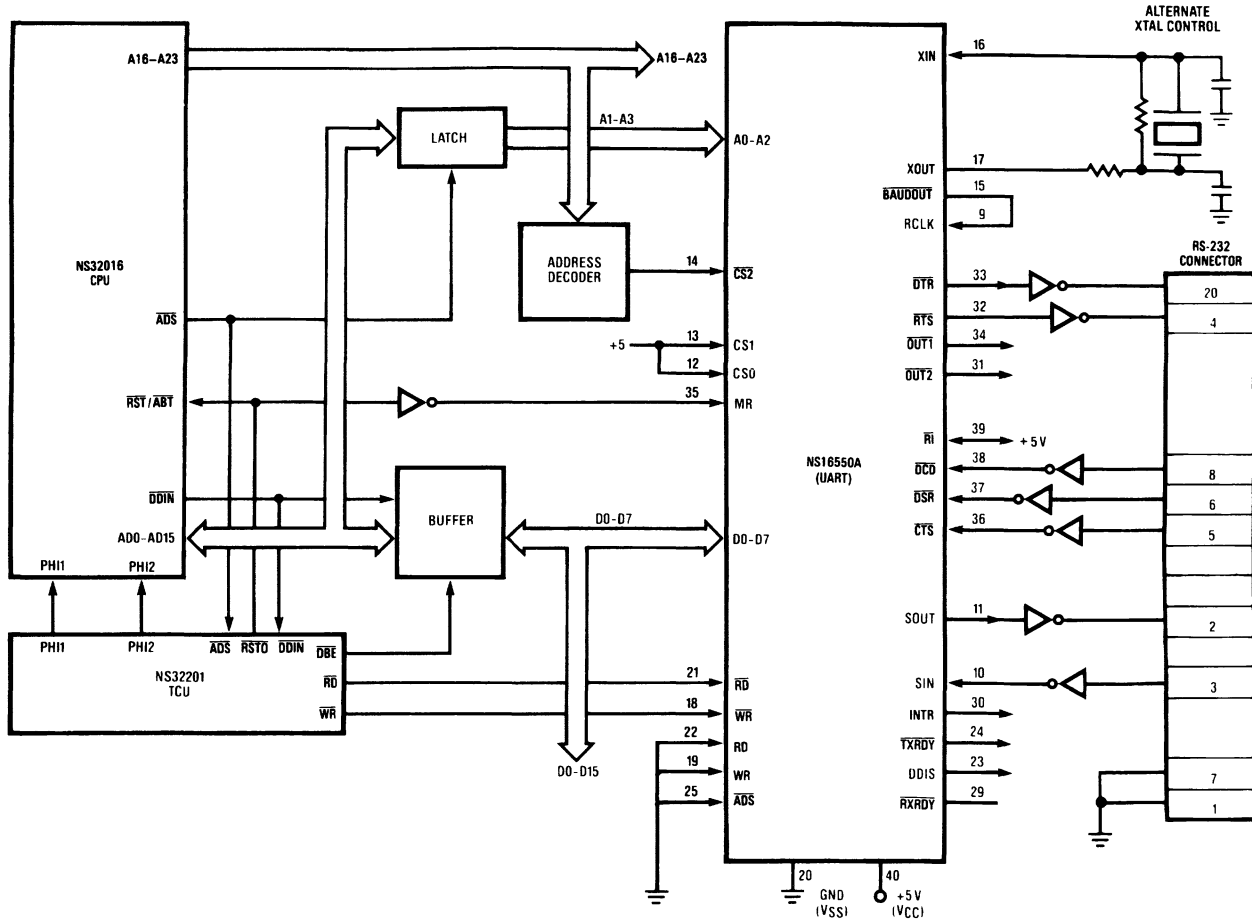 ALTERNATE
XTAL CONTROL
A16–A23
A16–A23
XIN
16
LATCH
A1-A3
A0-A2
XOUT
17
BAUDOUT
15
RCLK
9
NS32016
CPU
ADDRESS
DECODER
14
CS2
RS-232
CONNECTOR
DTR
33
20
RTS
32
4
ADS
+5
13
CS1
12
CS0
OUT1
34
OUT2
31
RST/ABT
35
MR
RI
39
+5V
NS16550A
(UART)
DCD
38
8
DSR
37
6
CTS
36
5
DDIN
BUFFER
D0-D7
AD0-AD15
D0-D7
PHI1
PHI2
SOUT
11
2
PHI1
PHI2
ADS
RSTO
DDIN
DBE
NS32201
TCU
RD
21
RD
SIN
10
3
WR
18
WR
INTR
30
22
RD
TXRDY
24
D0-D15
19
WR
DDIS
23
7
25
ADS
RXRDY
29
1
20
GND
(VSS)
40
+5V
(VCC)